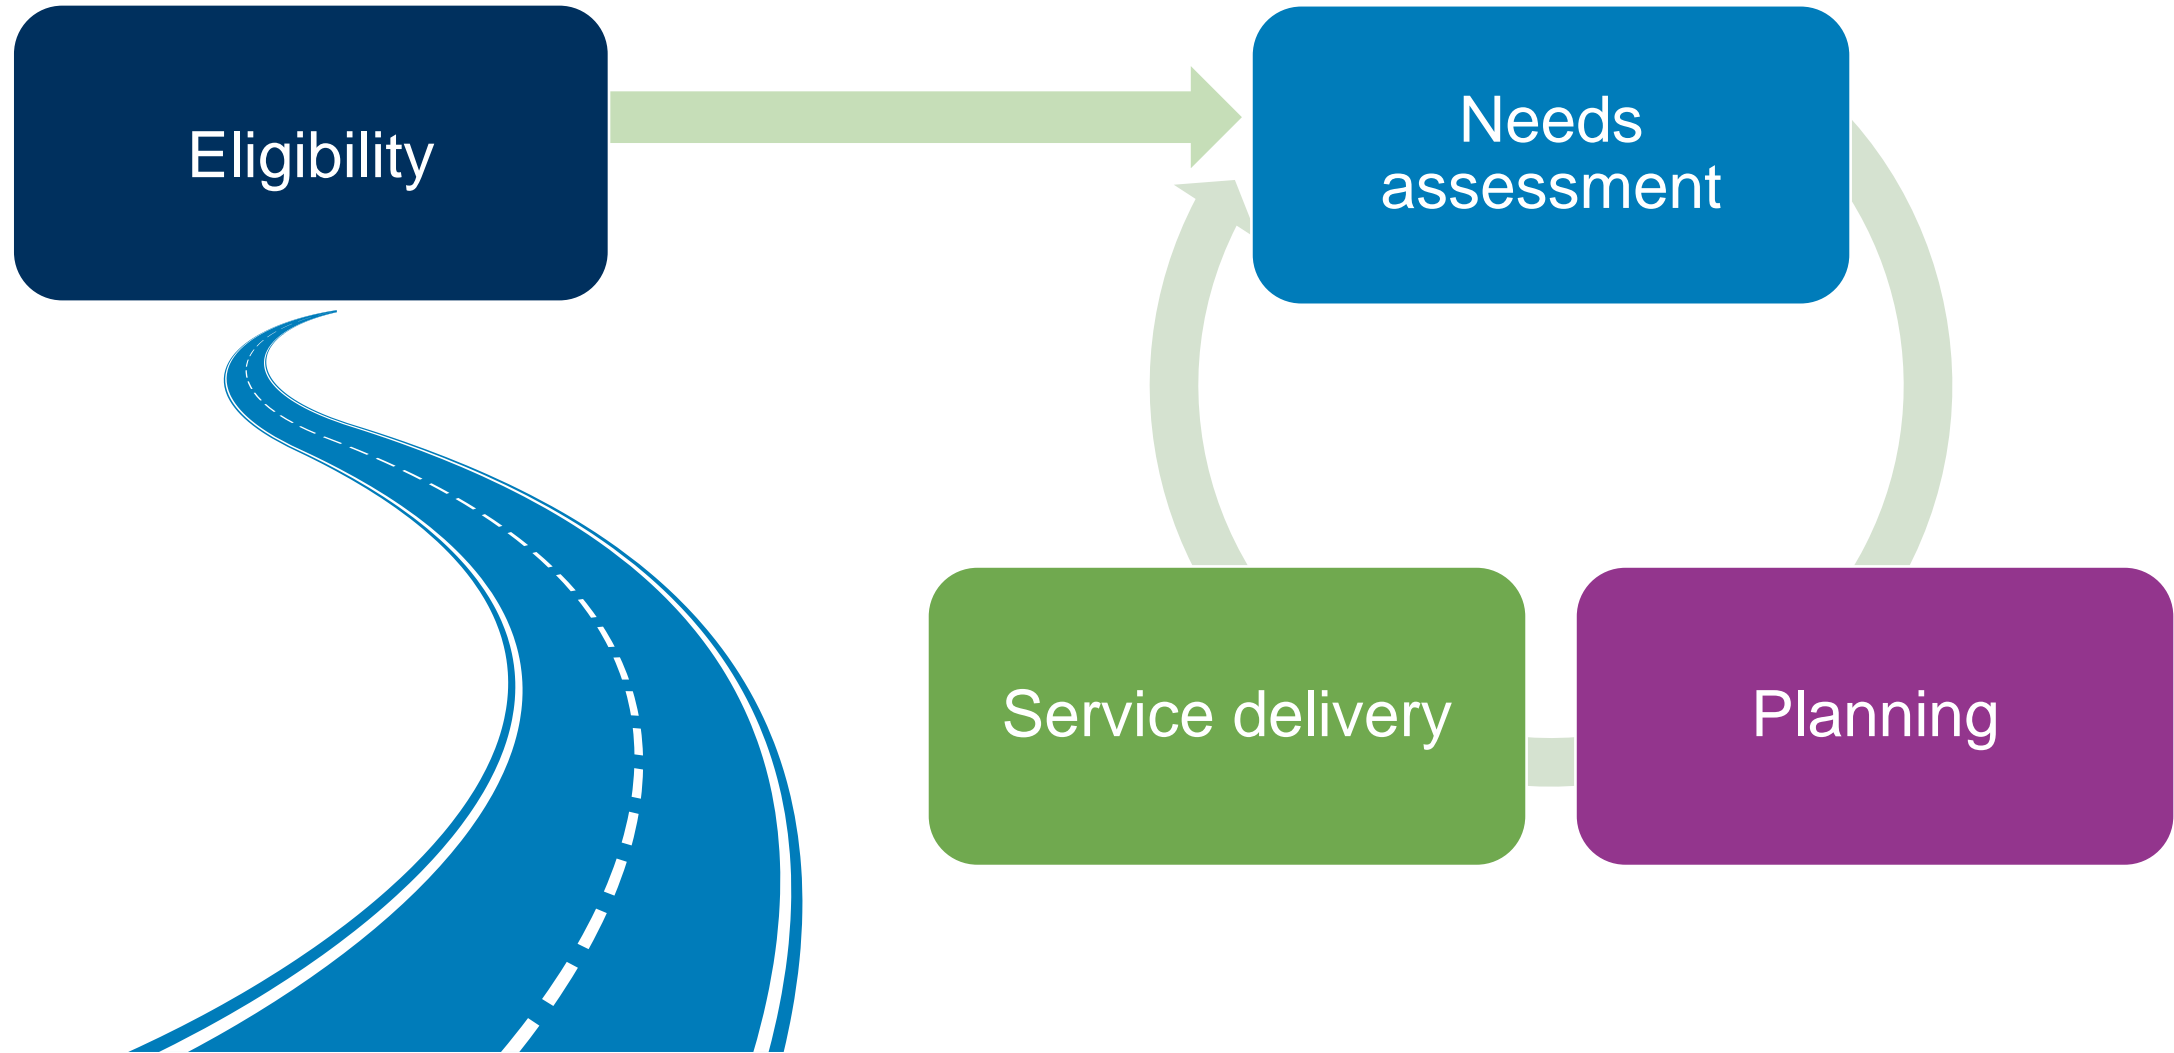 Eligibility
Needs
assessment
Service delivery
Planning